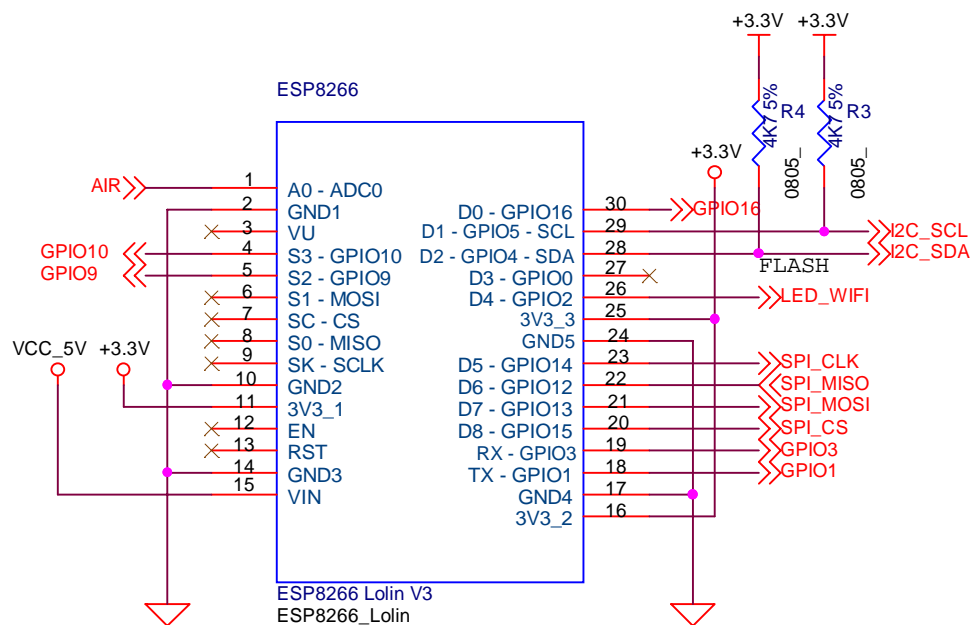 +3.3V +3.3V
ESP8266
4K7 5% R4
4K7 5% R3
0805_
0805_
+3.3V
AIR
1 A0 - ADC0
2 GND1
3 VU
GPIO10 4 S3 - GPIO10
GPIO9 5 S2 - GPIO9
6 S1 - MOSI
7 SC - CS
8 S0 - MISO
9 SK - SCLK
VCC_5V +3.3V
10 GND2
11 3V3_1
12 EN
13 RST
14 GND3
15 VIN
D0 - GPIO16 30 GPIO16
D1 - GPIO5 - SCL 29 I2C_SCL
D2 - GPIO4 - SDA 28 I2C_SDA
FLASH
D3 - GPIO0 27
D4 - GPIO2 26 LED_WIFI
3V3_3 25
GND5 24
D5 - GPIO14 23 SPI_CLK
D6 - GPIO12 22 SPI_MISO
D7 - GPIO13 21 SPI_MOSI
D8 - GPIO15 20 SPI_CS
RX - GPIO3 19 GPIO3
TX - GPIO1 18 GPIO1
GND4 17
3V3_2 16
ESP8266 Lolin V3
ESP8266_Lolin